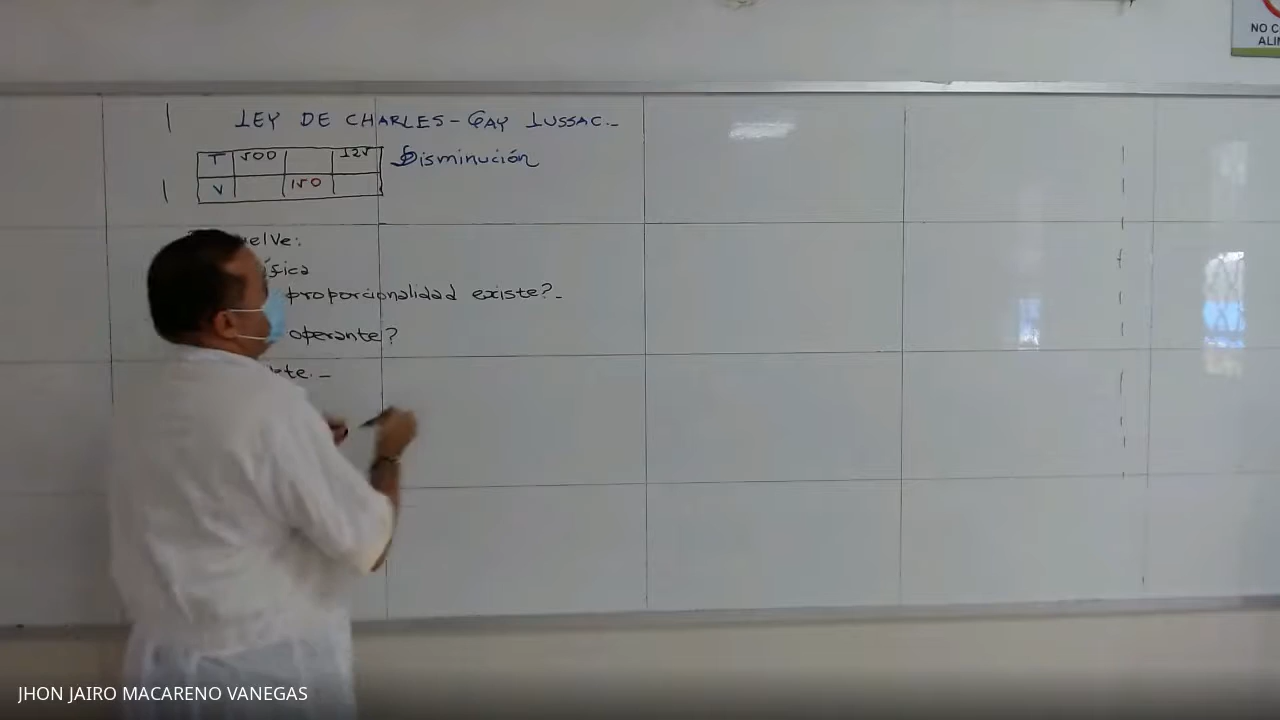 LEY DE CHARLES - GAY LUSSAC.-
T 500 125 Disminución
V 150
elve:
fica
proporcionalidad existe?.-
operante?
te.-
NO C
ALI
JHON JAIRO MACARENO VANEGAS